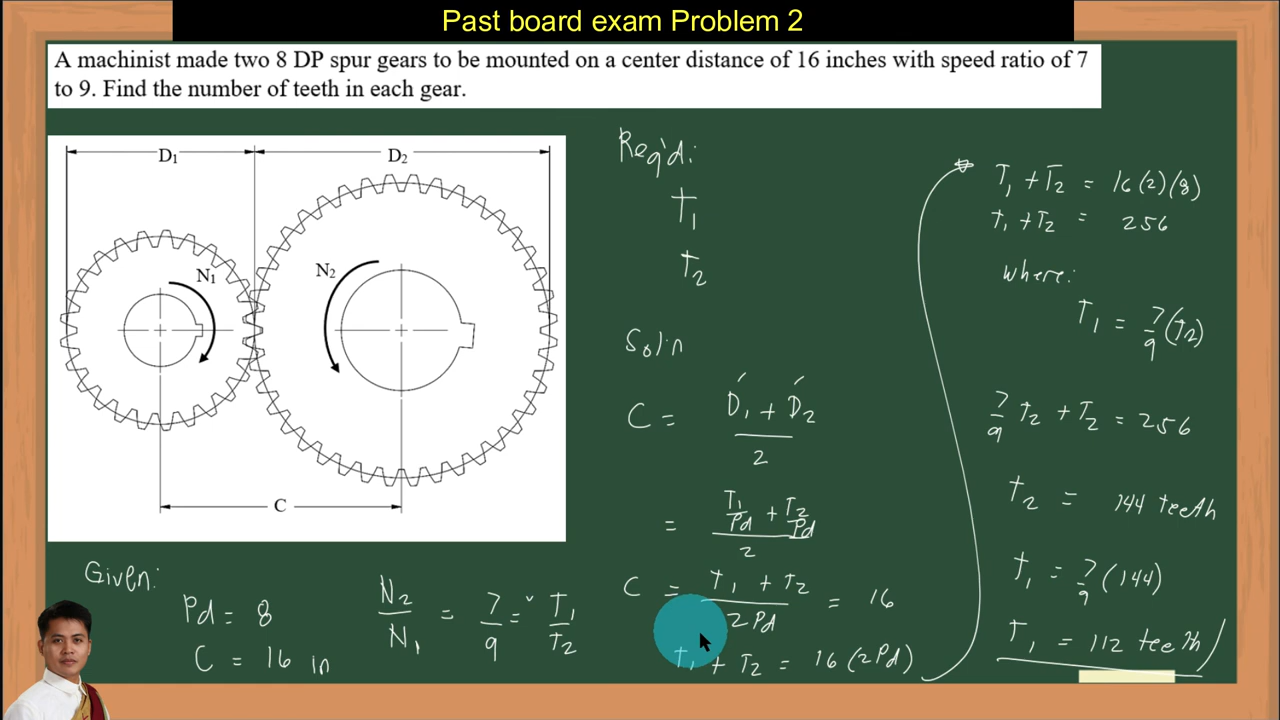 Past board exam Problem 2
A machinist made two 8 DP spur gears to be mounted on a center distance of 16 inches with speed ratio of 7
to 9. Find the number of teeth in each gear.
D₁
D₂
N₁
N₂
C
Given:
Pd = 8
C = 16 in
N₂/N₁ = 7/9 = T₁/T₂
Req'd:
T₁
T₂
Sol'n
C = (D₁ + D₂)/2
= (T₁/Pd + T₂/Pd)/2
C = (T₁ + T₂)/2Pd = 16
T₁ + T₂ = 16(2Pd)
T₁ + T₂ = 16(2)(8)
T₁ + T₂ = 256
where:
T₁ = 7/9(T₂)
7/9 T₂ + T₂ = 256
T₂ = 144 teeth
T₁ = 7/9(144)
T₁ = 112 teeth